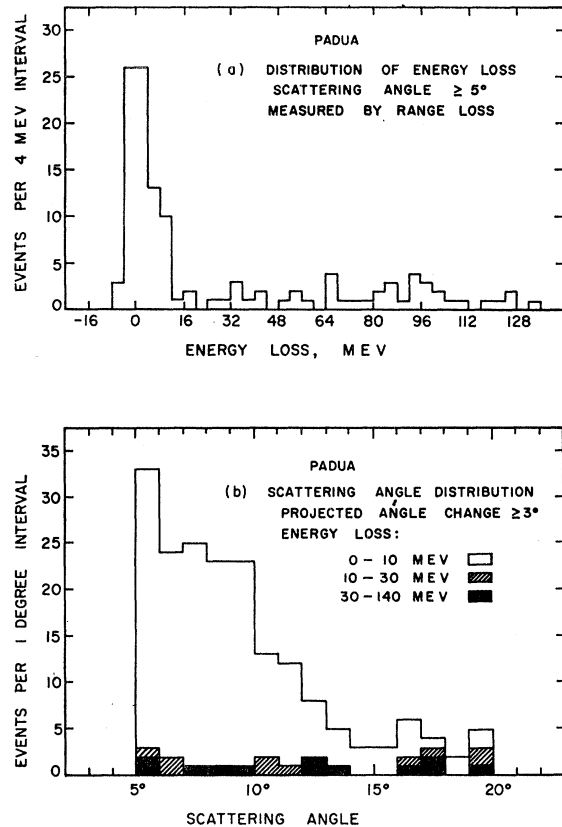 PADUA
(a) DISTRIBUTION OF ENERGY LOSS
SCATTERING ANGLE ≥ 5°
MEASURED BY RANGE LOSS
EVENTS PER 4 MEV INTERVAL
30
25
20
15
10
5
0
-16 0 16 32 48 64 80 96 112 128
ENERGY LOSS, MEV
PADUA
(b) SCATTERING ANGLE DISTRIBUTION
PROJECTED ANGLE CHANGE ≥3°
ENERGY LOSS:
0-10 MEV
10-30 MEV
30-140 MEV
EVENTS PER 1 DEGREE INTERVAL
35
30
25
20
15
10
5
0
5° 10° 15° 20°
SCATTERING ANGLE